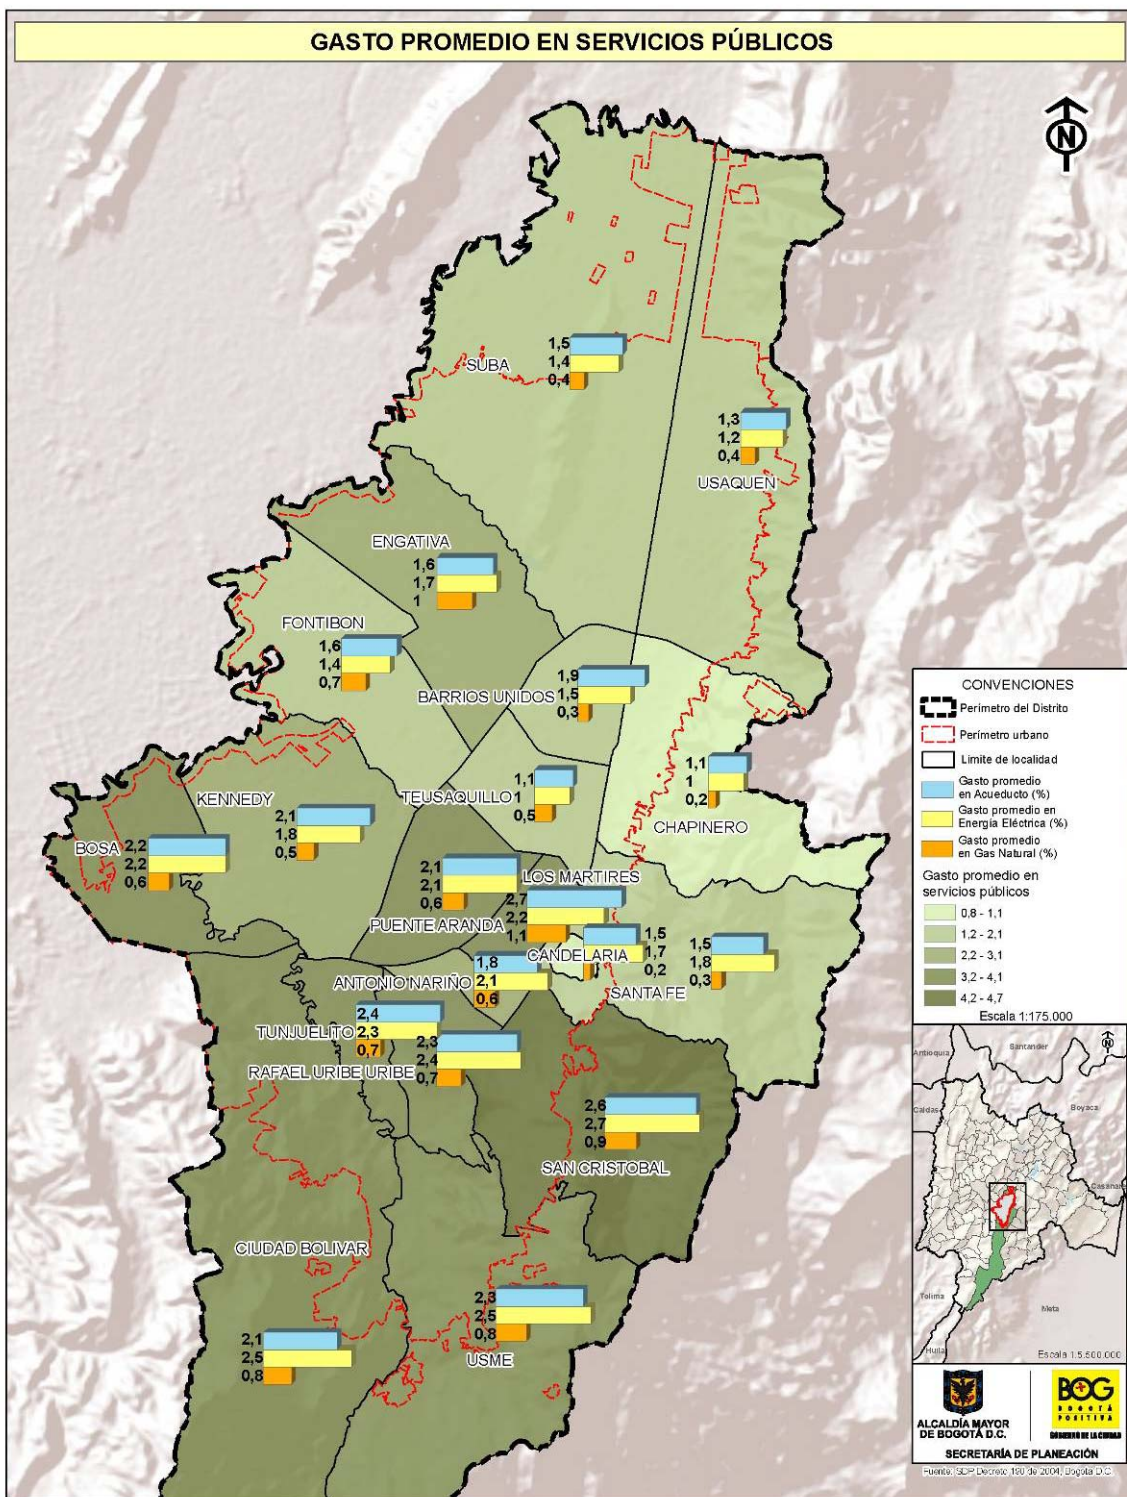 GASTO PROMEDIO EN SERVICIOS PÚBLICOS
N
1,5
1,4
0,4
SUBA
1,3
1,2
0,4
USAQUEN
ENGATIVA
1,6
1,7
1
FONTIBON
1,6
1,4
0,7
BARRIOS UNIDOS
1,9
1,5
0,3
1,1
1
0,2
CHAPINERO
TEUSAQUILLO
1,1
1
0,5
KENNEDY
2,1
1,8
0,5
BOSA
2,2
2,2
0,6
2,1
2,1
0,6
PUENTE ARANDA
LOS MARTIRES
2,7
2,2
1,1
CANDELARIA
1,5
1,7
0,2
1,5
1,8
0,3
SANTA FE
ANTONIO NARIÑO
1,8
2,1
0,6
TUNJUELITO
2,4
2,3
0,7
RAFAEL URIBE URIBE
2,3
2,4
0,7
2,6
2,7
0,9
SAN CRISTOBAL
CIUDAD BOLIVAR
2,1
2,5
0,8
2,3
2,5
0,8
USME
CONVENCIONES
Perímetro del Distrito
Perímetro urbano
Limite de localidad
Gasto promedio
en Acueducto (%)
Gasto promedio en
Energía Eléctrica (%)
Gasto promedio
en Gas Natural (%)
Gasto promedio en
servicios públicos
0,8 - 1,1
1,2 - 2,1
2,2 - 3,1
3,2 - 4,1
4,2 - 4,7
Escala 1:175.000
Antioquia
Santander
N
Caldas
Boyaca
Casanare
Tolima
Meta
Huila
Escala 1:5.500.000
ALCALDÍA MAYOR
DE BOGOTÁ D.C.
BOG
BOGOTÁ
POSITIVA
GOBIERNO DE LA CIUDAD
SECRETARÍA DE PLANEACIÓN
Fuente: SDP Decreto 190 de 2004, Bogota D.C.